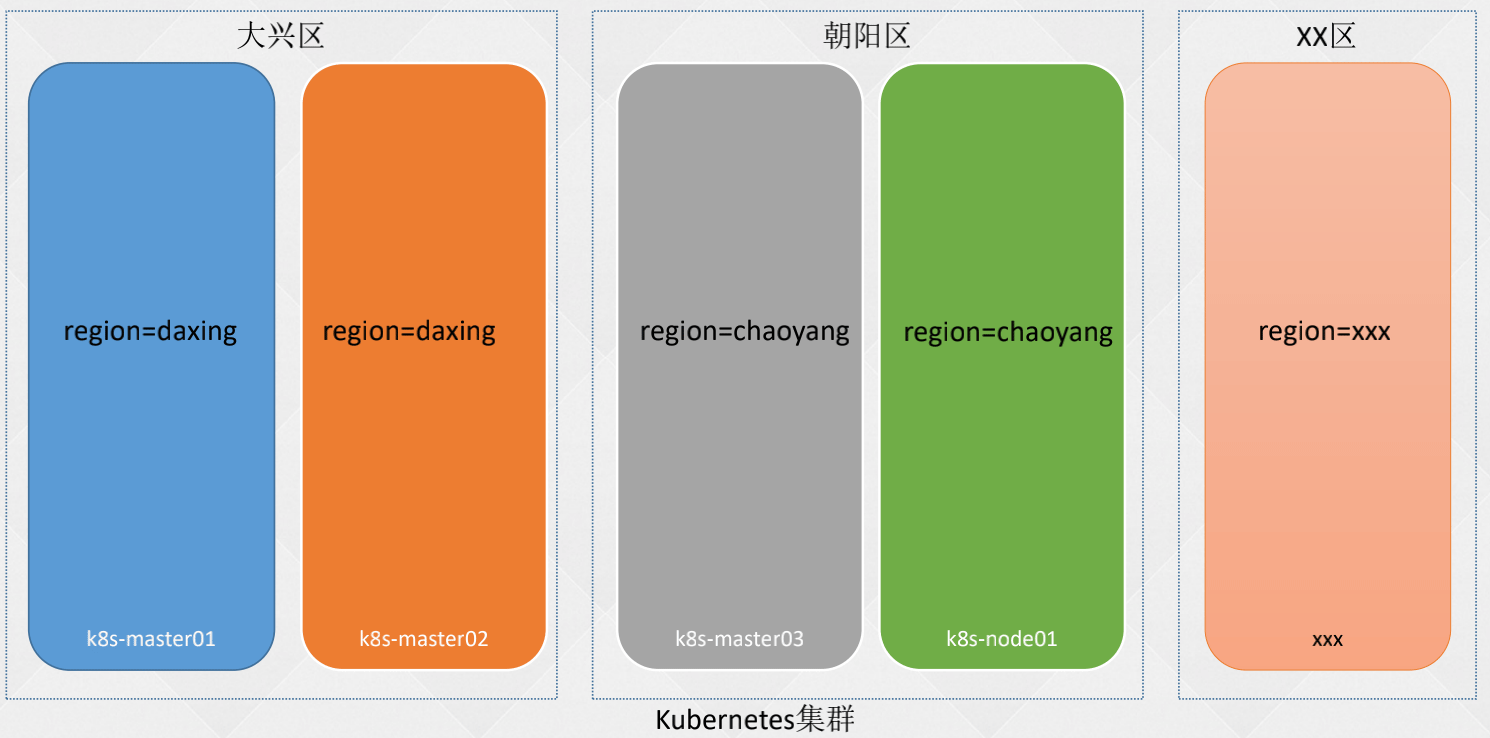 大兴区
朝阳区
XX区
region=daxing
region=daxing
region=chaoyang
region=chaoyang
region=xxx
k8s-master01
k8s-master02
k8s-master03
k8s-node01
xxx
Kubernetes集群